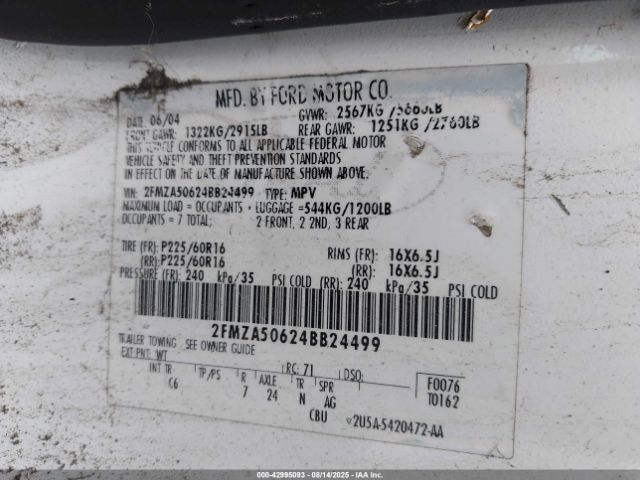 MFD. BY FORD MOTOR CO.
DATE 06/04 GVWR: 2567KG /5660LB
FRONT GAWR: 1322KG/2915LB REAR GAWR: 1251KG /2760LB
THIS VEHICLE CONFORMS TO ALL APPLICABLE FEDERAL MOTOR
VEHICLE SAFETY AND THEFT PREVENTION STANDARDS
IN EFFECT ON THE DATE OF MANUFACTURE SHOWN ABOVE.
VIN: 2FMZA50624BB24499 TYPE: MPV
MAXIMUM LOAD = OCCUPANTS + LUGGAGE =544KG/1200LB
OCCUPANTS = 7 TOTAL; 2 FRONT, 2 2ND, 3 REAR
TIRE (FR): P225/60R16 RIMS (FR): 16X6.5J
(RR): P225/60R16 (RR): 16X6.5J
PRESSURE (FR): 240 kPa/35 PSI COLD (RR): 240 kPa/35 PSI COLD
2FMZA50624BB24499
TRAILER TOWING, SEE OWNER GUIDE
EXT PNT: WT RC: 71 DSO:
INT TR TP/PS R AXLE TR SPR F0076
C6 7 24 N AG T0162
CBU ▽2U5A-5420472-AA
000-42995093 - 08/14/2025 - IAAI.com